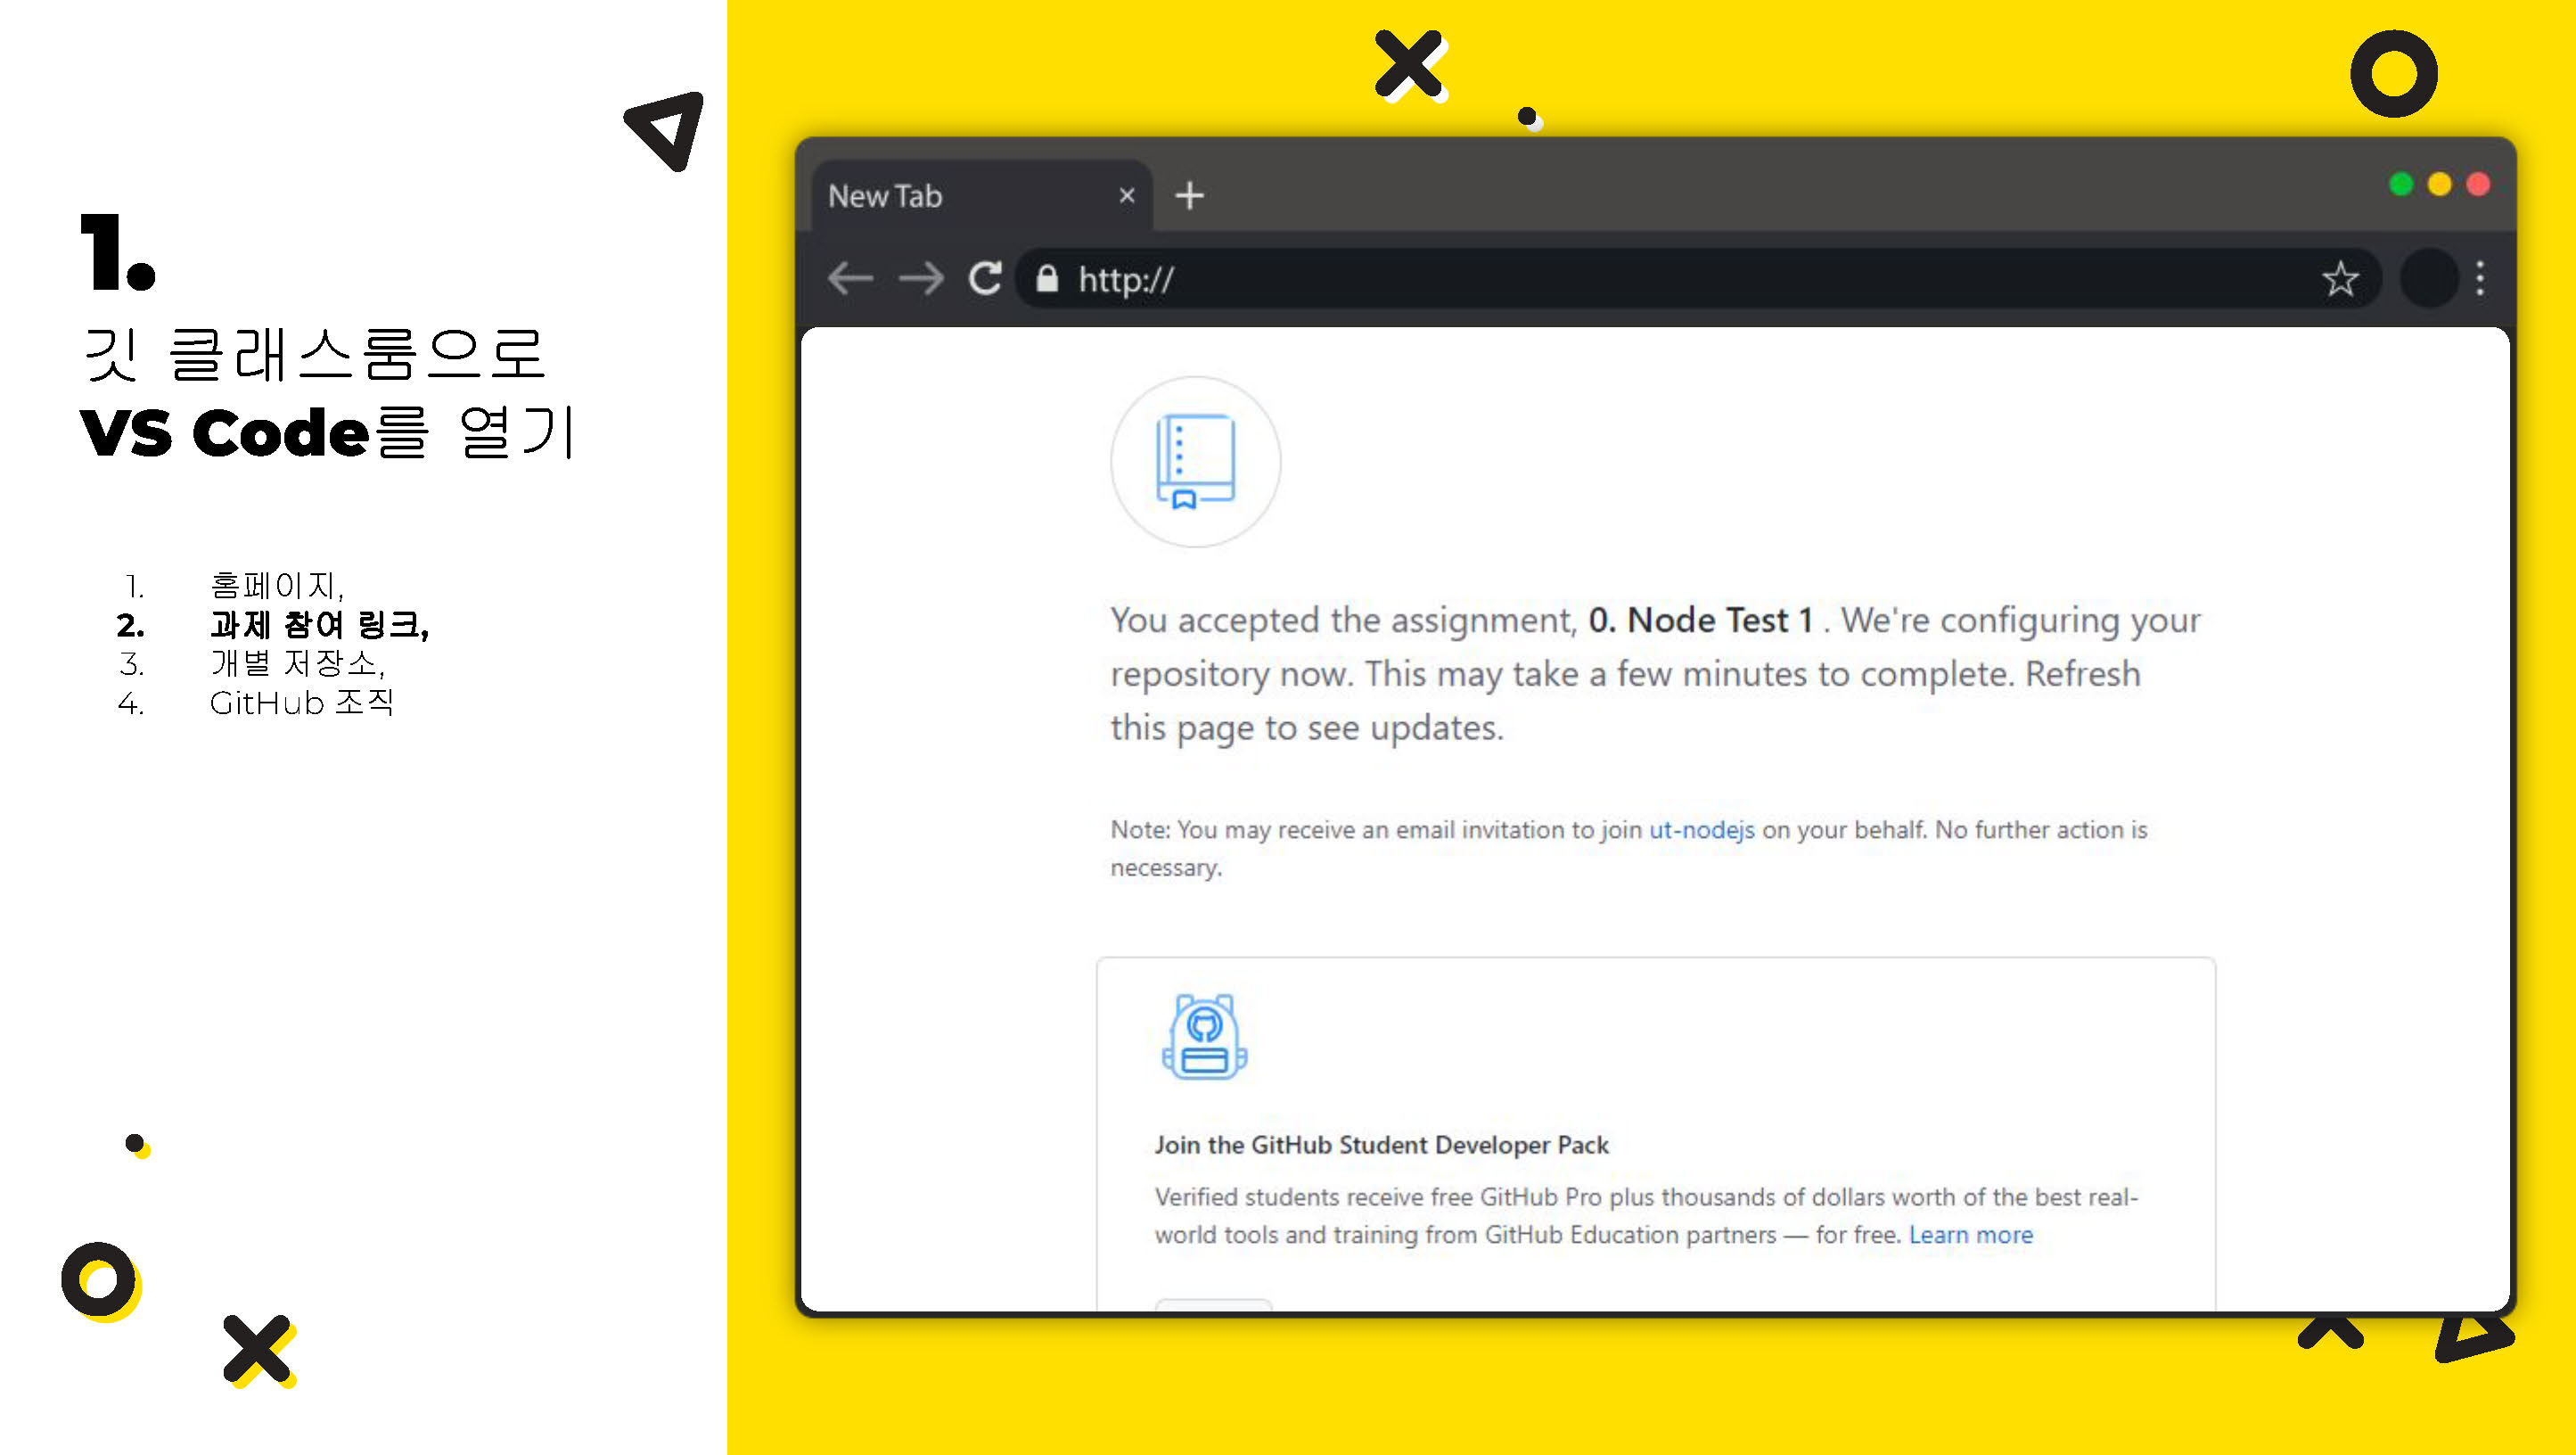 1.
깃 클래스룸으로
VS Code를 열기
1. 홈페이지,
2. 과제 참여 링크,
3. 개별 저장소,
4. GitHub 조직
New Tab × +
http://
You accepted the assignment, 0. Node Test 1 . We're configuring your
repository now. This may take a few minutes to complete. Refresh
this page to see updates.
Note: You may receive an email invitation to join ut-nodejs on your behalf. No further action is
necessary.
Join the GitHub Student Developer Pack
Verified students receive free GitHub Pro plus thousands of dollars worth of the best real-
world tools and training from GitHub Education partners — for free. Learn more